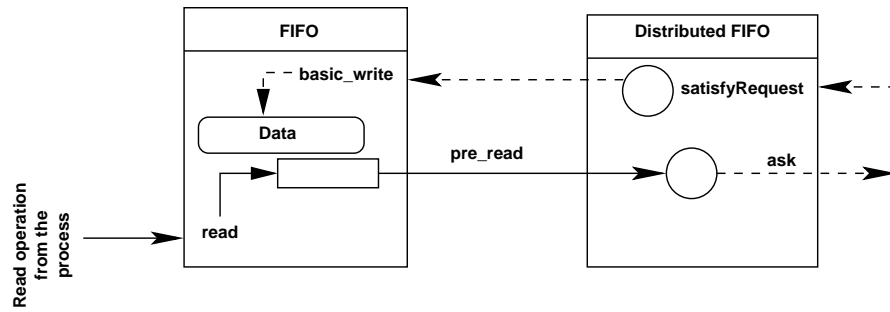 FIFO
Distributed FIFO
basic_write
satisfyRequest
Data
pre_read
ask
read
Read operation
from the
process